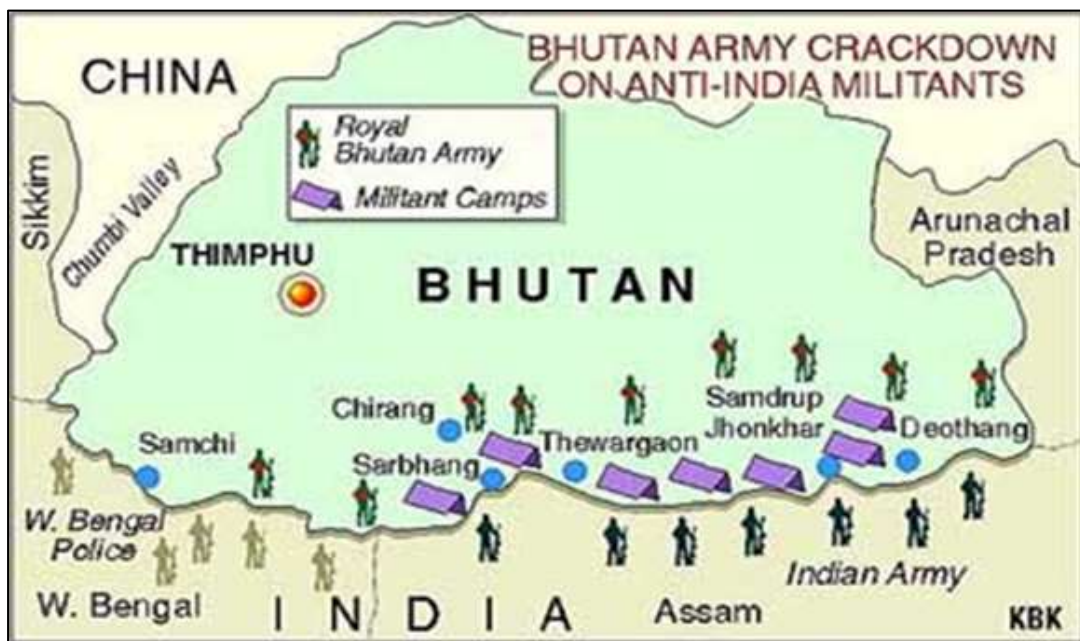 BHUTAN ARMY CRACKDOWN
ON ANTI-INDIA MILITANTS
CHINA
Royal
Bhutan Army
Militant Camps
Sikkim
Chumbi Valley
THIMPHU
BHUTAN
Arunachal
Pradesh
Chirang
Samdrup
Jhonkhar
Samchi
Sarbhang
Thewargaon
Deothang
W. Bengal
Police
Indian Army
W. Bengal
INDIA
Assam
KBK